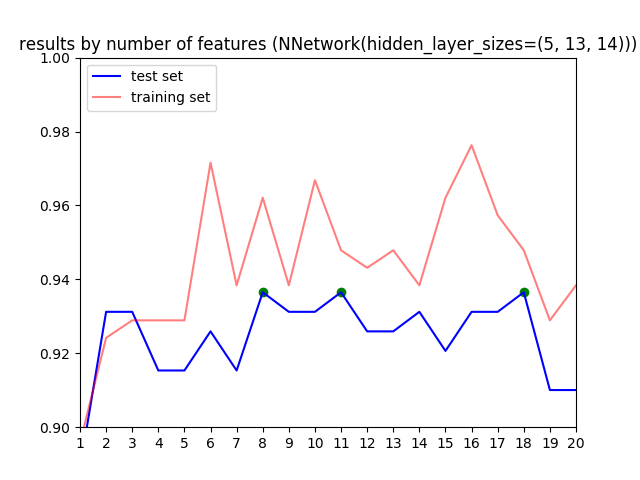 results by number of features (NNetwork(hidden_layer_sizes=(5, 13, 14)))
1.00
test set
training set
0.98
0.96
0.94
0.92
0.90
1 2 3 4 5 6 7 8 9 10 11 12 13 14 15 16 17 18 19 20